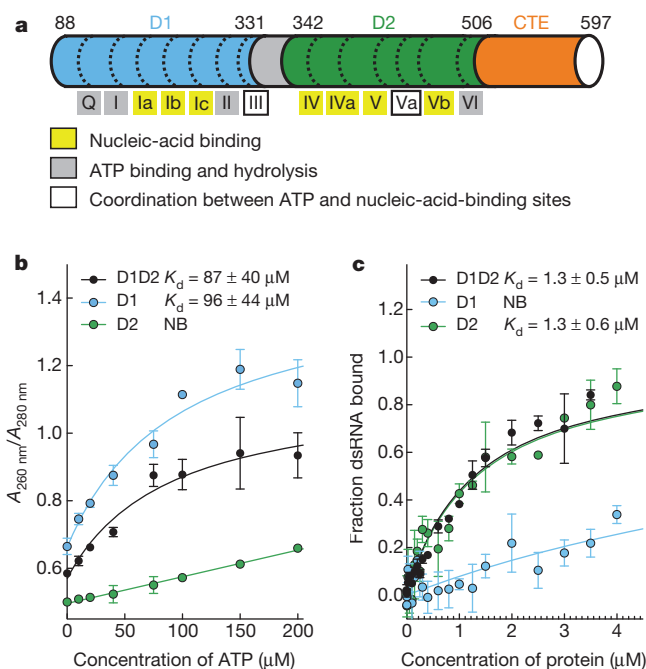 a
88 D1 331 342 D2 506 CTE 597
Q I Ia Ib Ic II III IV IVa V Va Vb VI
Nucleic-acid binding
ATP binding and hydrolysis
Coordination between ATP and nucleic-acid-binding sites
b
D1D2 Kd = 87 ± 40 μM
D1 Kd = 96 ± 44 μM
D2 NB
1.4
1.2
1.0
0.8
0.6
A260 nm/A280 nm
0 50 100 150 200
Concentration of ATP (μM)
c
D1D2 Kd = 1.3 ± 0.5 μM
D1 NB
D2 Kd = 1.3 ± 0.6 μM
1.2
1.0
0.8
0.6
0.4
0.2
0.0
Fraction dsRNA bound
0 1 2 3 4
Concentration of protein (μM)